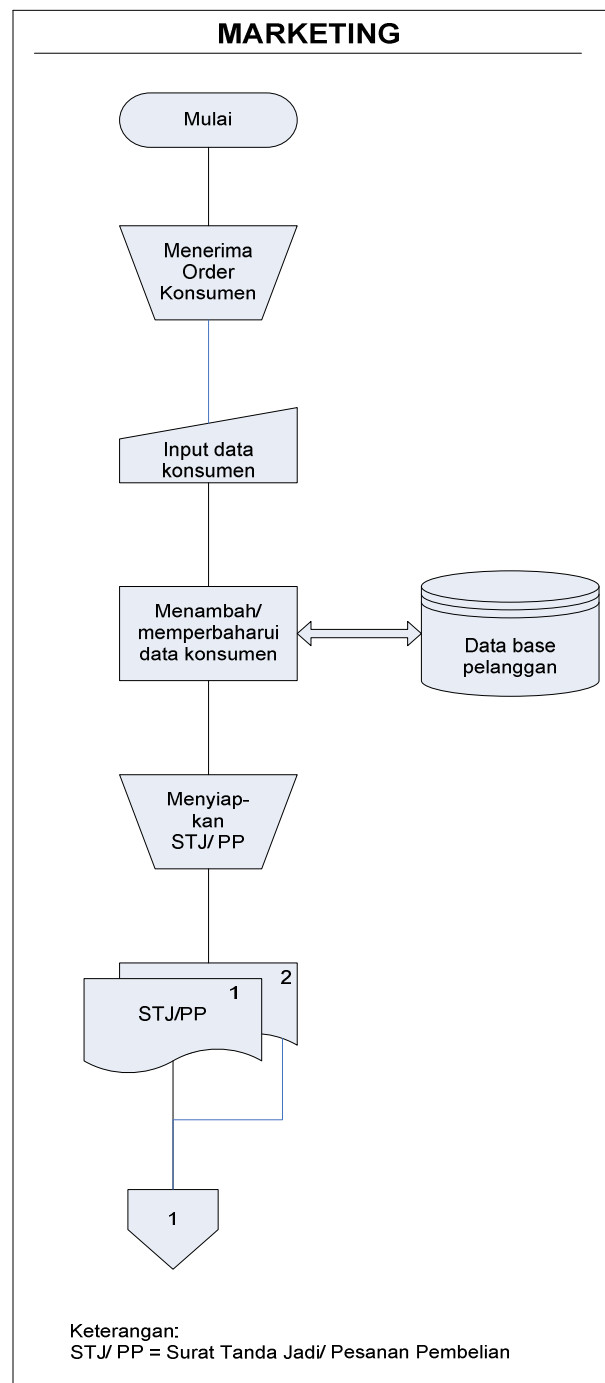 MARKETING
Mulai
Menerima
Order
Konsumen
Input data
konsumen
Menambah/
memperbaharui
data konsumen
Data base
pelanggan
Menyiap-
kan
STJ/ PP
2
1
STJ/PP
1
Keterangan:
STJ/ PP = Surat Tanda Jadi/ Pesanan Pembelian